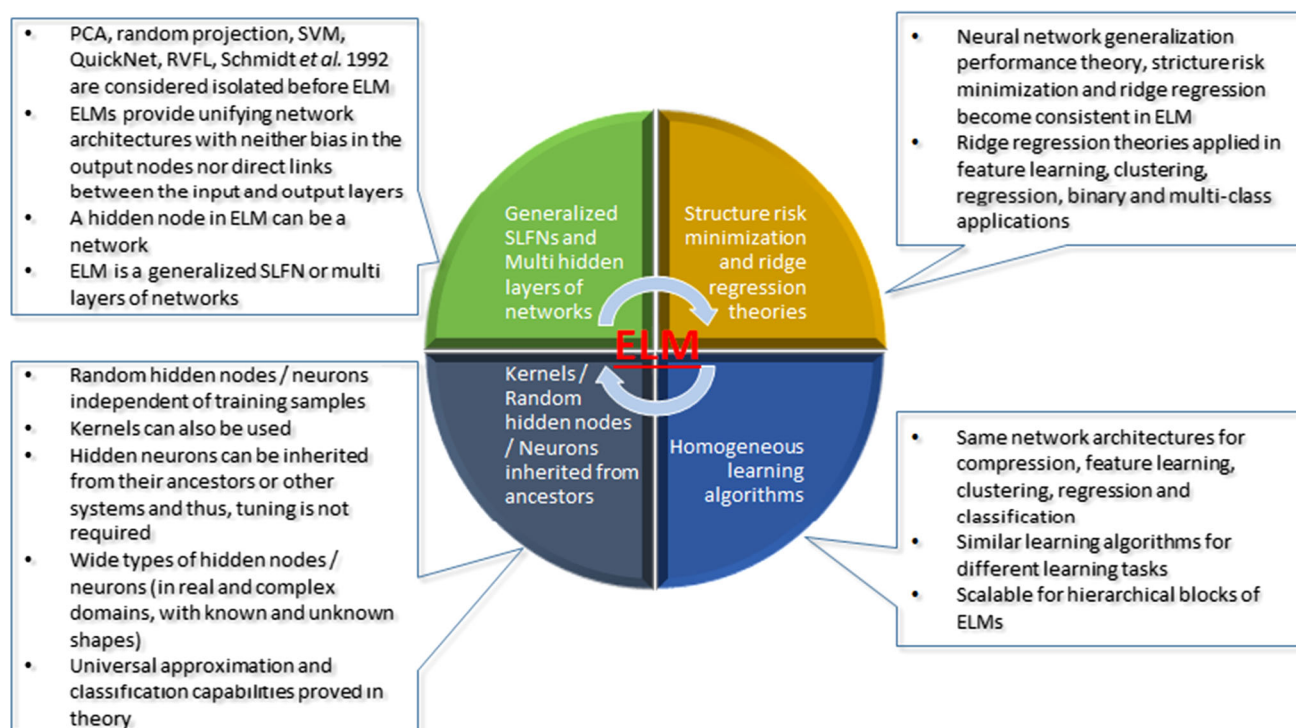 • PCA, random projection, SVM,
QuickNet, RVFL, Schmidt et al. 1992
are considered isolated before ELM
• ELMs provide unifying network
architectures with neither bias in the
output nodes nor direct links
between the input and output layers
• A hidden node in ELM can be a
network
• ELM is a generalized SLFN or multi
layers of networks
• Neural network generalization
performance theory, stricture risk
minimization and ridge regression
become consistent in ELM
• Ridge regression theories applied in
feature learning, clustering,
regression, binary and multi-class
applications
Generalized
SLFNs and
Multi hidden
layers of
networks
Structure risk
minimization
and ridge
regression
theories
ELM
Kernels /
Random
hidden nodes
/ Neurons
inherited from
ancestors
Homogeneous
learning
algorithms
• Random hidden nodes / neurons
independent of training samples
• Kernels can also be used
• Hidden neurons can be inherited
from their ancestors or other
systems and thus, tuning is not
required
• Wide types of hidden nodes /
neurons (in real and complex
domains, with known and unknown
shapes)
• Universal approximation and
classification capabilities proved in
theory
• Same network architectures for
compression, feature learning,
clustering, regression and
classification
• Similar learning algorithms for
different learning tasks
• Scalable for hierarchical blocks of
ELMs